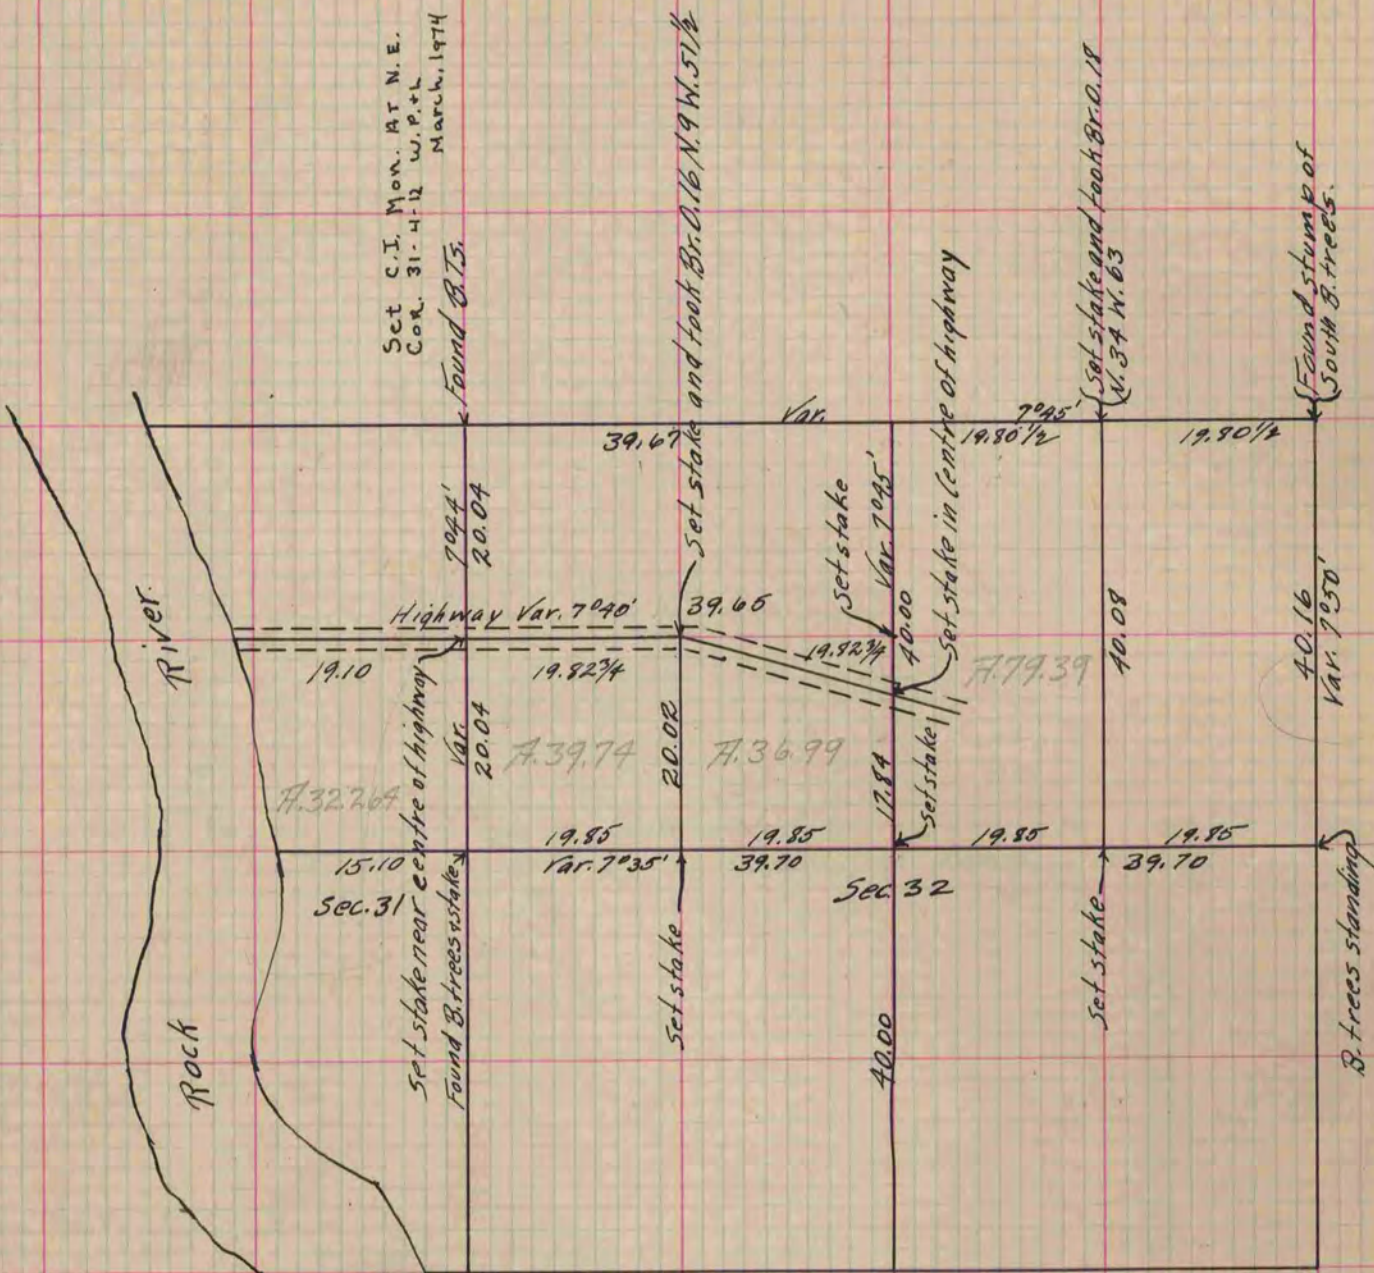 Set C.I. Mon. AT N.E.
COR. 31-4-12 W.P.+L
March, 1974
Found B.Ts.
Set stake and took Br.O.16, N.9 W.51½
Set stake and took Br.O.18
N.34 W.63
Found stump of
South B. trees.
Var. 7°45'
39.67
19.80½
19.80½
7°44'
20.04
Set stake
Var. 7°45'
40.00
Set stake in Centre of highway
River
Highway Var. 7°40'
39.65
19.10
19.82¾
19.82¾
A.79.39
40.08
40.16
Var. 7°50'
Set stake near centre of highway
Var.
20.04
A.32.264
A.39.74
20.02
A.36.99
17.84
Set stake
15.10
19.85
Var. 7°35'
19.85
39.70
19.85
19.85
39.70
Sec. 31
Found B. trees & stake
Sec. 32
Set stake
Set stake
B. trees standing
Rock
40.00